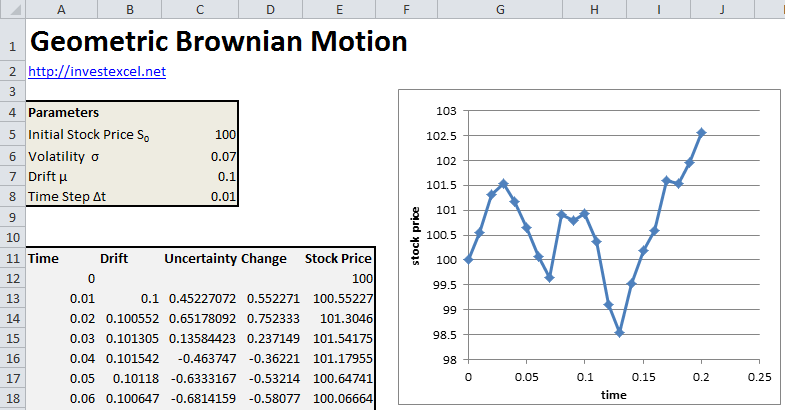 A B C D E F G H I J
1 Geometric Brownian Motion
2 http://investexcel.net
3
4 Parameters
5 Initial Stock Price S₀ 100
6 Volatility σ 0.07
7 Drift µ 0.1
8 Time Step Δt 0.01
9
10
11 Time Drift Uncertainty Change Stock Price
12 0 100
13 0.01 0.1 0.45227072 0.552271 100.55227
14 0.02 0.100552 0.65178092 0.752333 101.3046
15 0.03 0.101305 0.13584423 0.237149 101.54175
16 0.04 0.101542 -0.463747 -0.36221 101.17955
17 0.05 0.10118 -0.6333167 -0.53214 100.64741
18 0.06 0.100647 -0.6814159 -0.58077 100.06664
stock price
103
102.5
102
101.5
101
100.5
100
99.5
99
98.5
98
0 0.05 0.1 0.15 0.2 0.25
time